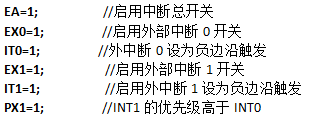 EA=1; //启用中断总开关
EX0=1; //启用外部中断 0 开关
IT0=1; //外中断 0 设为负边沿触发
EX1=1; //启用外部中断 1 开关
IT1=1; //启用外中断 1 设为负边沿触发
PX1=1; //INT1 的优先级高于 INT0